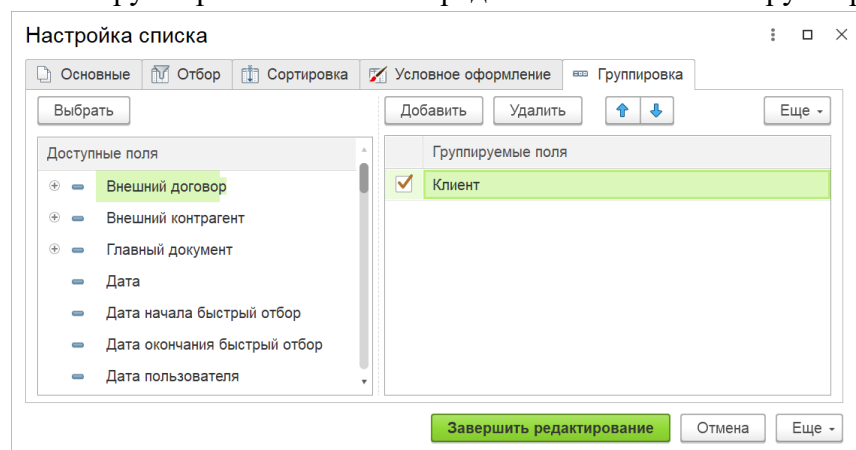 Настройка списка
Основные Отбор Сортировка Условное оформление Группировка
Выбрать Добавить Удалить Еще
Доступные поля Группируемые поля
Внешний договор Клиент
Внешний контрагент
Главный документ
Дата
Дата начала быстрый отбор
Дата окончания быстрый отбор
Дата пользователя
Завершить редактирование Отмена Еще